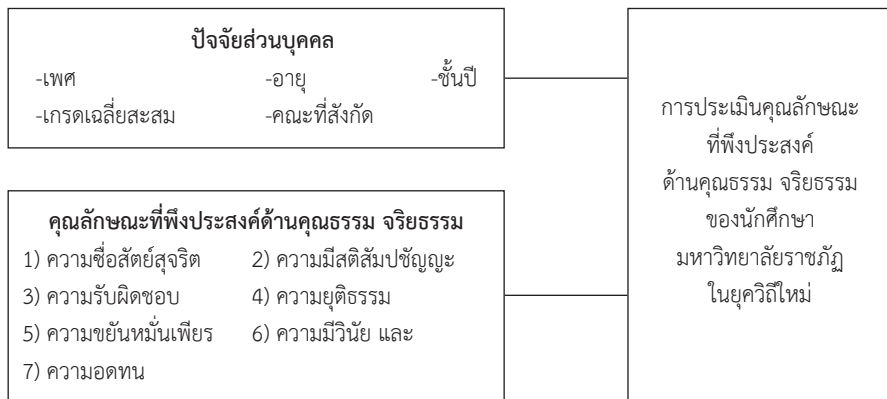 ปัจจัยส่วนบุคคล
-เพศ -อายุ -ชั้นปี
-เกรดเฉลี่ยสะสม -คณะที่สังกัด
คุณลักษณะที่พึงประสงค์ด้านคุณธรรม จริยธรรม
1) ความซื่อสัตย์สุจริต 2) ความมีสติสัมปชัญญะ
3) ความรับผิดชอบ 4) ความยุติธรรม
5) ความขยันหมั่นเพียร 6) ความมีวินัย และ
7) ความอดทน
การประเมินคุณลักษณะ
ที่พึงประสงค์
ด้านคุณธรรม จริยธรรม
ของนักศึกษา
มหาวิทยาลัยราชภัฏ
ในยุควิถีใหม่